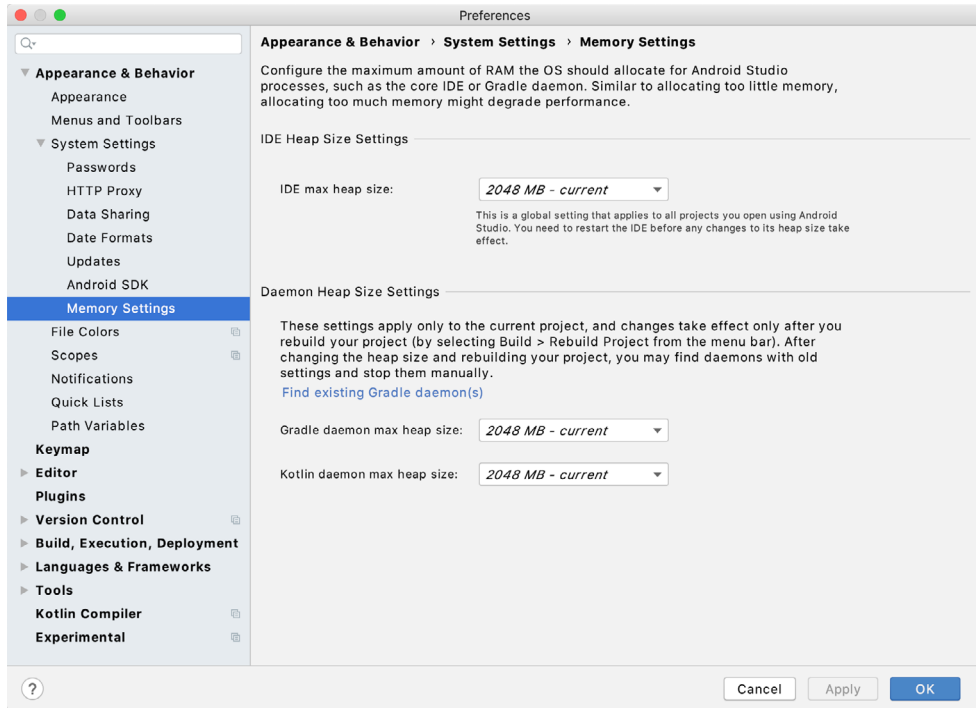 Preferences
Appearance & Behavior
Appearance
Menus and Toolbars
System Settings
Passwords
HTTP Proxy
Data Sharing
Date Formats
Updates
Android SDK
Memory Settings
File Colors
Scopes
Notifications
Quick Lists
Path Variables
Keymap
Editor
Plugins
Version Control
Build, Execution, Deployment
Languages & Frameworks
Tools
Kotlin Compiler
Experimental
Appearance & Behavior › System Settings › Memory Settings
Configure the maximum amount of RAM the OS should allocate for Android Studio
processes, such as the core IDE or Gradle daemon. Similar to allocating too little memory,
allocating too much memory might degrade performance.
IDE Heap Size Settings
IDE max heap size: 2048 MB - current
This is a global setting that applies to all projects you open using Android
Studio. You need to restart the IDE before any changes to its heap size take
effect.
Daemon Heap Size Settings
These settings apply only to the current project, and changes take effect only after you
rebuild your project (by selecting Build > Rebuild Project from the menu bar). After
changing the heap size and rebuilding your project, you may find daemons with old
settings and stop them manually.
Find existing Gradle daemon(s)
Gradle daemon max heap size: 2048 MB - current
Kotlin daemon max heap size: 2048 MB - current
? Cancel Apply OK